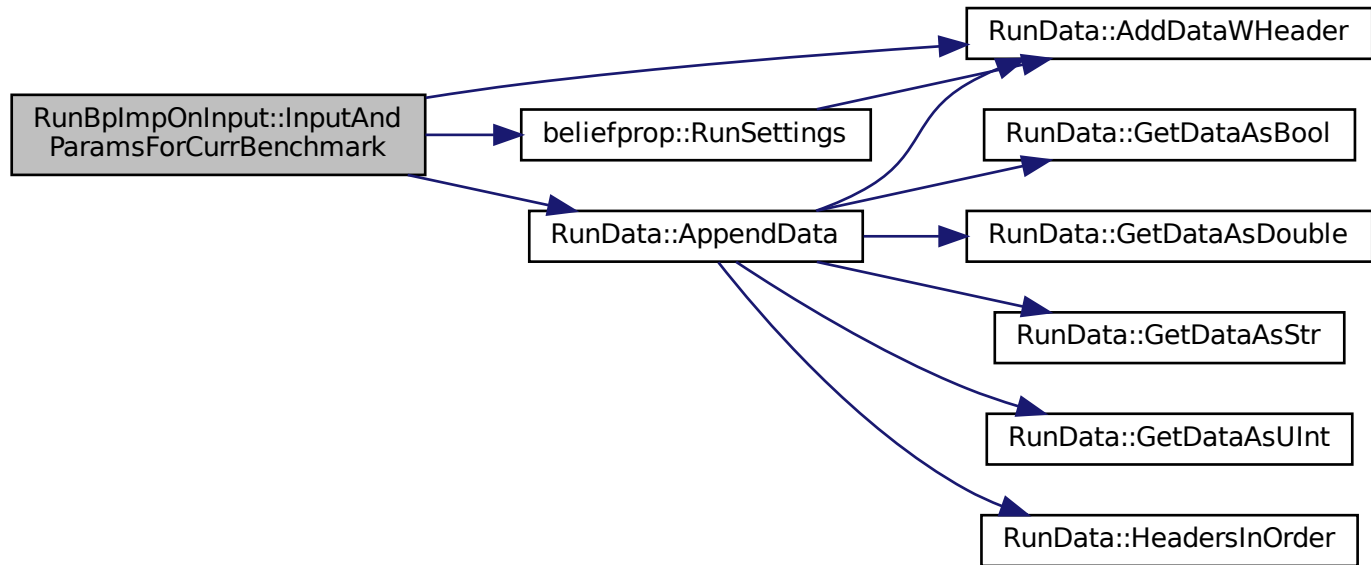 RunBpImpOnInput::InputAnd
ParamsForCurrBenchmark
beliefprop::RunSettings
RunData::AppendData
RunData::AddDataWHeader
RunData::GetDataAsBool
RunData::GetDataAsDouble
RunData::GetDataAsStr
RunData::GetDataAsUInt
RunData::HeadersInOrder